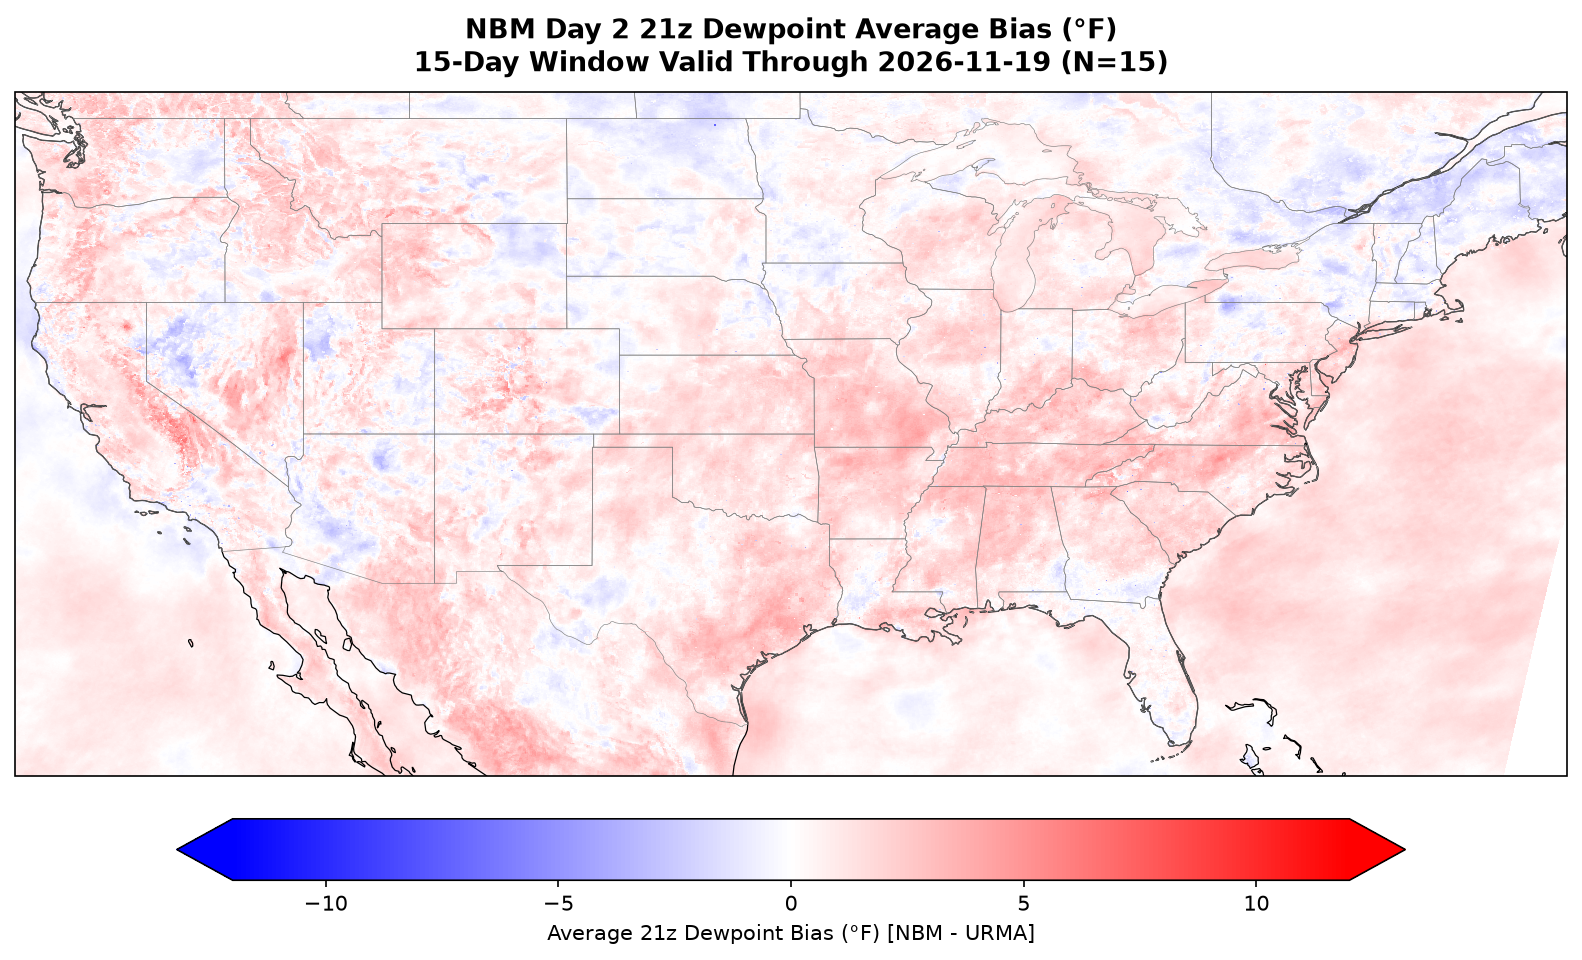 NBM Day 2 21z Dewpoint Average Bias (°F)
15-Day Window Valid Through 2026-11-19 (N=15)
−10 −5 0 5 10
Average 21z Dewpoint Bias (°F) [NBM - URMA]